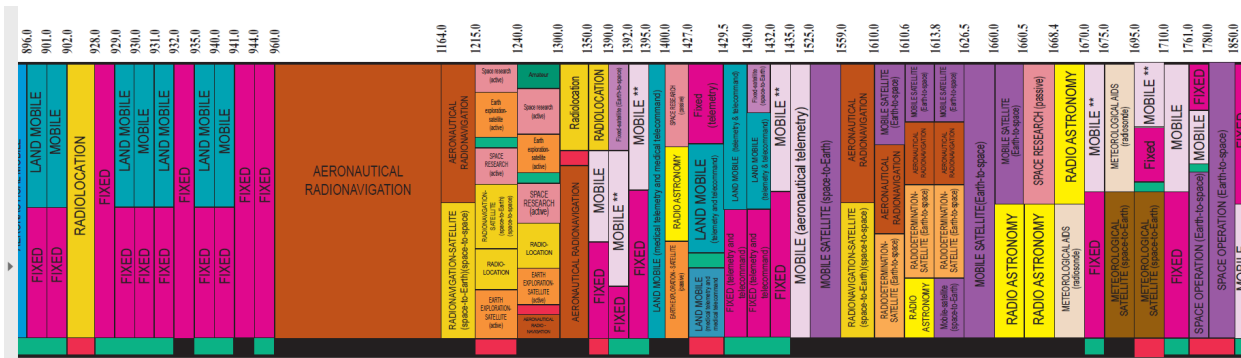 896.0
901.0
902.0
928.0
929.0
930.0
931.0
932.0
935.0
940.0
941.0
944.0
960.0
1164.0
1215.0
1240.0
1300.0
1350.0
1390.0
1392.0
1395.0
1400.0
1427.0
1429.5
1430.0
1432.0
1435.0
1525.0
1559.0
1610.0
1610.6
1613.8
1626.5
1660.0
1660.5
1668.4
1670.0
1675.0
1695.0
1710.0
1761.0
1780.0
1850.0
LAND MOBILE
FIXED
MOBILE
FIXED
RADIOLOCATION
FIXED
LAND MOBILE
FIXED
MOBILE
FIXED
LAND MOBILE
FIXED
FIXED
LAND MOBILE
FIXED
MOBILE
FIXED
FIXED
FIXED
AERONAUTICAL
RADIONAVIGATION
AERONAUTICAL
RADIONAVIGATION
RADIONAVIGATION-SATELLITE
(space-to-Earth)(space-to-space)
Space research
(active)
Earth
exploration-
satellite
(active)
SPACE
RESEARCH
(active)
RADIONAVIGATION-
SATELLITE
(space-to-Earth)
(space-to-space)
RADIO-
LOCATION
EARTH
EXPLORATION-
SATELLITE
(active)
Amateur
Space research
(active)
Earth
exploration-
satellite
(active)
SPACE
RESEARCH
(active)
RADIO-
LOCATION
EARTH
EXPLORATION-
SATELLITE
(active)
AERONAUTICAL
RADIO-
NAVIGATION
Radiolocation
AERONAUTICAL RADIONAVIGATION
RADIOLOCATION
MOBILE
FIXED
Fixed-satellite (Earth-to-space)
MOBILE **
FIXED
MOBILE **
FIXED
LAND MOBILE (medical telemetry and medical telecommand)
SPACE RESEARCH
(passive)
RADIO ASTRONOMY
EARTH EXPLORATION-SATELLITE
(passive)
Fixed
(telemetry)
LAND MOBILE
(telemetry and telecommand)
LAND MOBILE
(medical telemetry and
medical telecommand)
LAND MOBILE (telemetry & telecommand)
FIXED (telemetry and
telecommand)
Fixed-satellite
(space-to-Earth)
LAND MOBILE
(telemetry & telecommand)
FIXED (telemetry and
telecommand)
MOBILE **
FIXED
MOBILE (aeronautical telemetry)
MOBILE SATELLITE (space-to-Earth)
AERONAUTICAL
RADIONAVIGATION
RADIONAVIGATION-SATELLITE
(space-to-Earth)(space-to-space)
MOBILE SATELLITE
(Earth-to-space)
AERONAUTICAL
RADIONAVIGATION
RADIODETERMINATION-
SATELLITE (Earth-to-space)
MOBILE SATELLITE
(Earth-to-space)
AERONAUTICAL
RADIONAVIGATION
RADIODETERMINATION-
SATELLITE (Earth-to-space)
RADIO
ASTRONOMY
MOBILE SATELLITE
(Earth-to-space)
AERONAUTICAL
RADIONAVIGATION
RADIODETERMINATION-
SATELLITE (Earth-to-space)
Mobile-satellite
(space-to-Earth)
MOBILE SATELLITE(Earth-to-space)
MOBILE SATELLITE
(Earth-to-space)
RADIO ASTRONOMY
SPACE RESEARCH (passive)
RADIO ASTRONOMY
RADIO ASTRONOMY
METEOROLOGICAL AIDS
(radiosonde)
MOBILE **
FIXED
METEOROLOGICAL AIDS
(radiosonde)
METEOROLOGICAL
SATELLITE (space-to-Earth)
MOBILE **
Fixed
METEOROLOGICAL
SATELLITE (space-to-Earth)
MOBILE
FIXED
FIXED
MOBILE
SPACE OPERATION (Earth-to-space)
SPACE OPERATION (Earth-to-space)